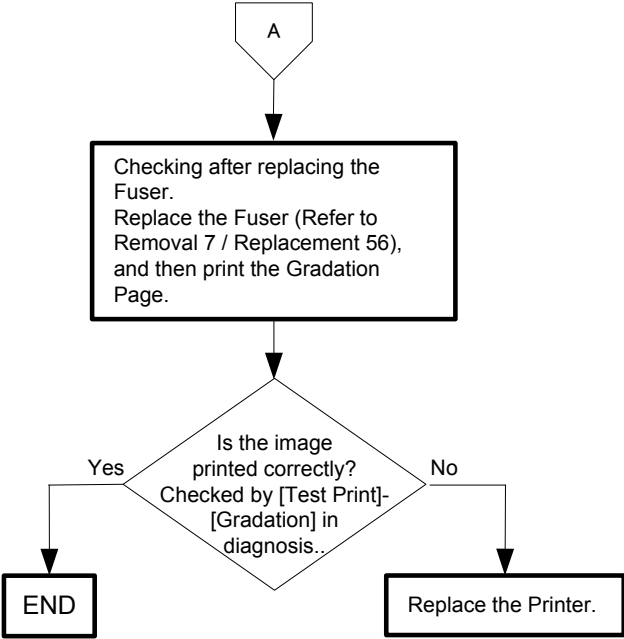 A
Checking after replacing the
Fuser.
Replace the Fuser (Refer to
Removal 7 / Replacement 56),
and then print the Gradation
Page.
Is the image
printed correctly?
Checked by [Test Print]-
[Gradation] in
diagnosis..
Yes
No
END
Replace the Printer.